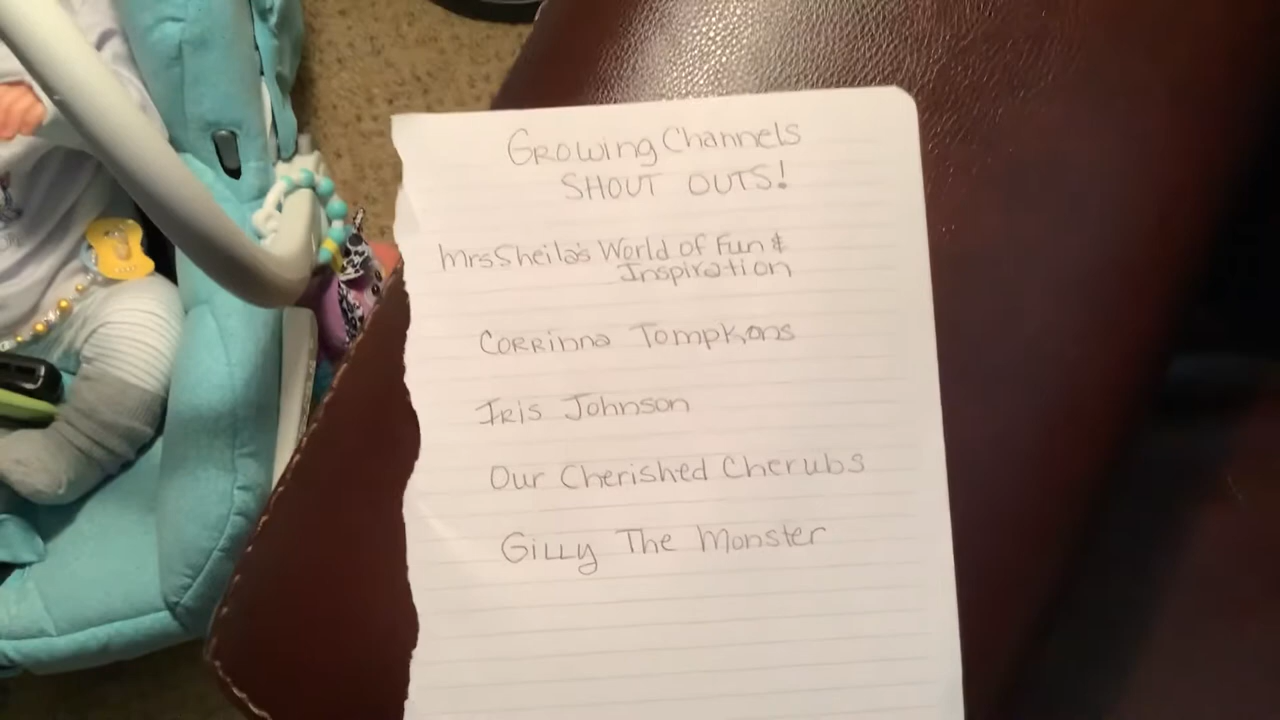 Growing Channels
SHOUT OUTS!
MrsSheila's World of Fun &
Inspiration
Corrinna Tompkons
Iris Johnson
Our Cherished Cherubs
Gilly The Monster